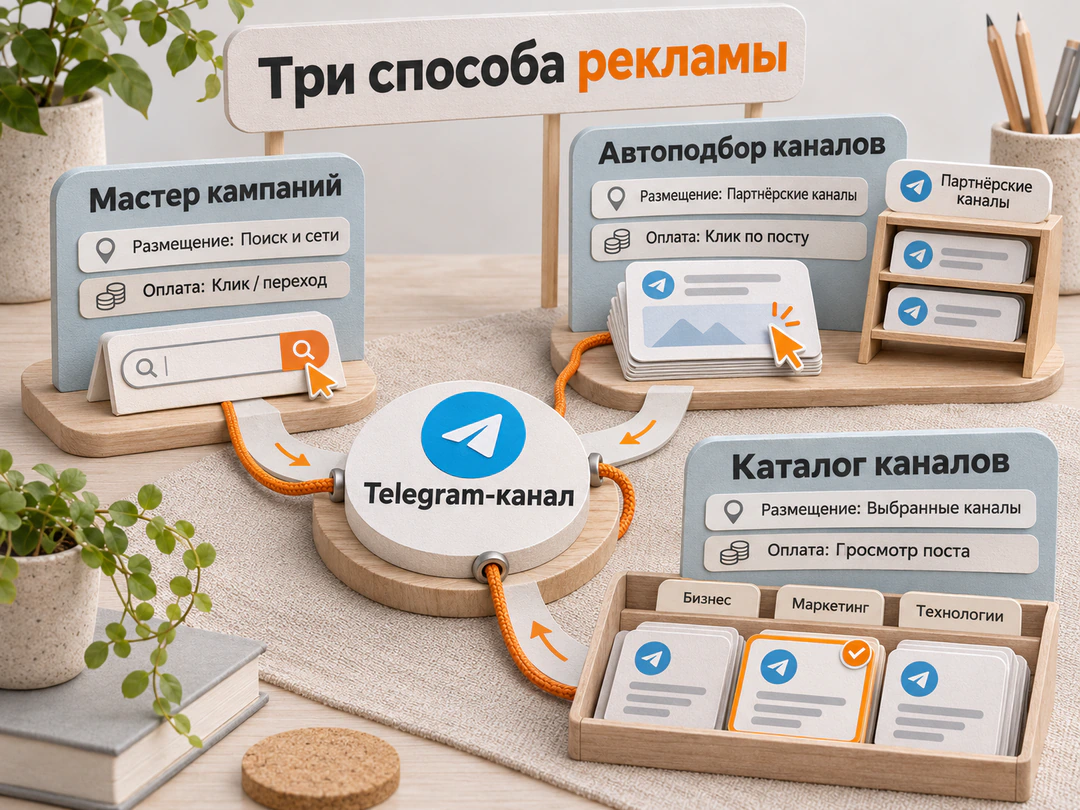 Три способа рекламы
Мастер кампаний
Размещение: Поиск и сети
Оплата: Клик / переход
Автоподбор каналов
Размещение: Партнёрские каналы
Оплата: Клик по посту
Партнёрские
каналы
Telegram-канал
Каталог каналов
Размещение: Выбранные каналы
Оплата: Гросмотр поста
Бизнес
Маркетинг
Технологии